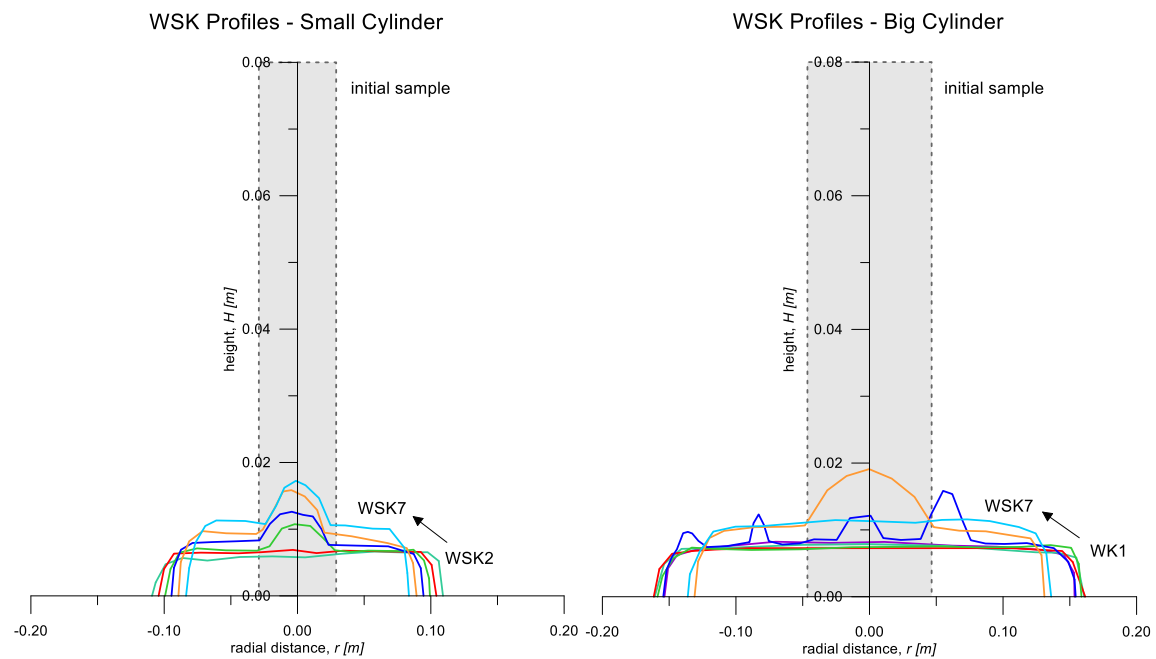 WSK Profiles - Small Cylinder
0.08
initial sample
0.06
0.04
height, H [m]
0.02
WSK7
WSK2
0.00
-0.20
-0.10
0.00
0.10
0.20
radial distance, r [m]
WSK Profiles - Big Cylinder
0.08
initial sample
0.06
0.04
height, H [m]
0.02
WSK7
WK1
0.00
-0.20
-0.10
0.00
0.10
0.20
radial distance, r [m]